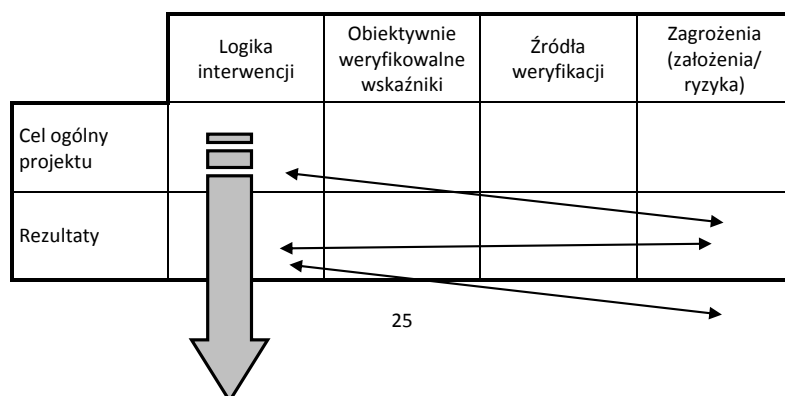 Logika
interwencji
Obiektywnie
weryfikowalne
wskaźniki
Źródła
weryfikacji
Zagrożenia
(założenia/
ryzyka)
Cel ogólny
projektu
Rezultaty
25